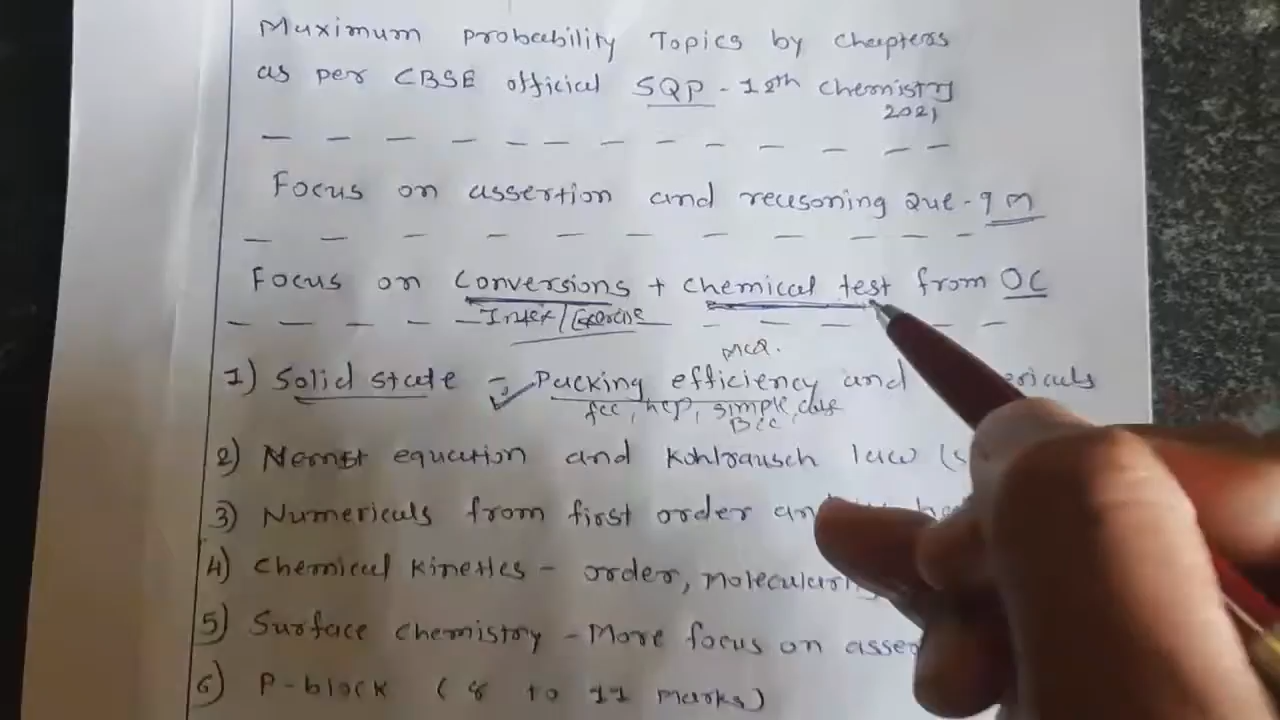 Maximum probability Topics by chapters
as per CBSE official SQP - 12th chemistry
2021
Focus on assertion and reasoning Que - 9 M
Focus on conversions + chemical test from OC
Intext / Exercise
MCQ.
1) Solid state - Packing efficiency and
fcc, hcp, simple
Bcc
2) Nernst equation and Kohlrausch law
3) Numericals from first order
4) Chemical kinetics - order,
5) Surface chemistry - More focus on
6) P-block ( 8 to 11 marks)